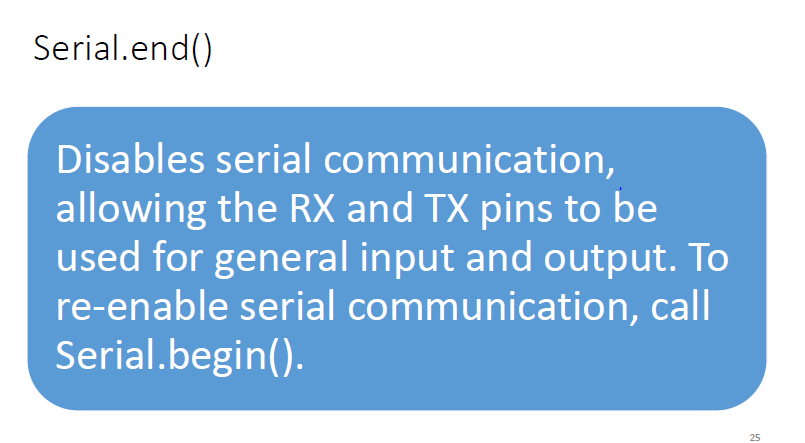 Serial.end()
Disables serial communication,
allowing the RX and TX pins to be
used for general input and output. To
re-enable serial communication, call
Serial.begin().
25